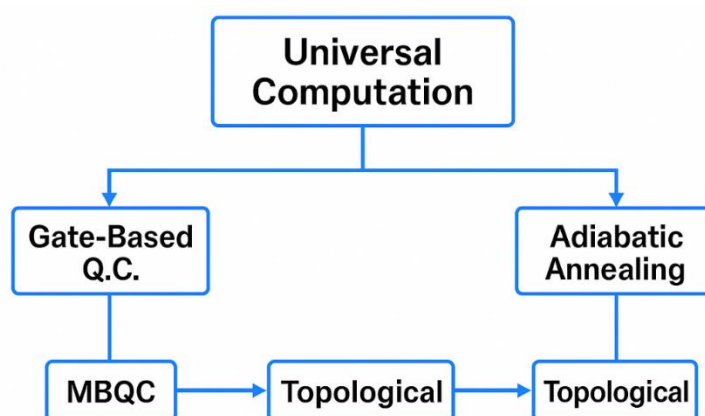 Universal
Computation
Gate-Based
Q.C.
Adiabatic
Annealing
MBQC
Topological
Topological